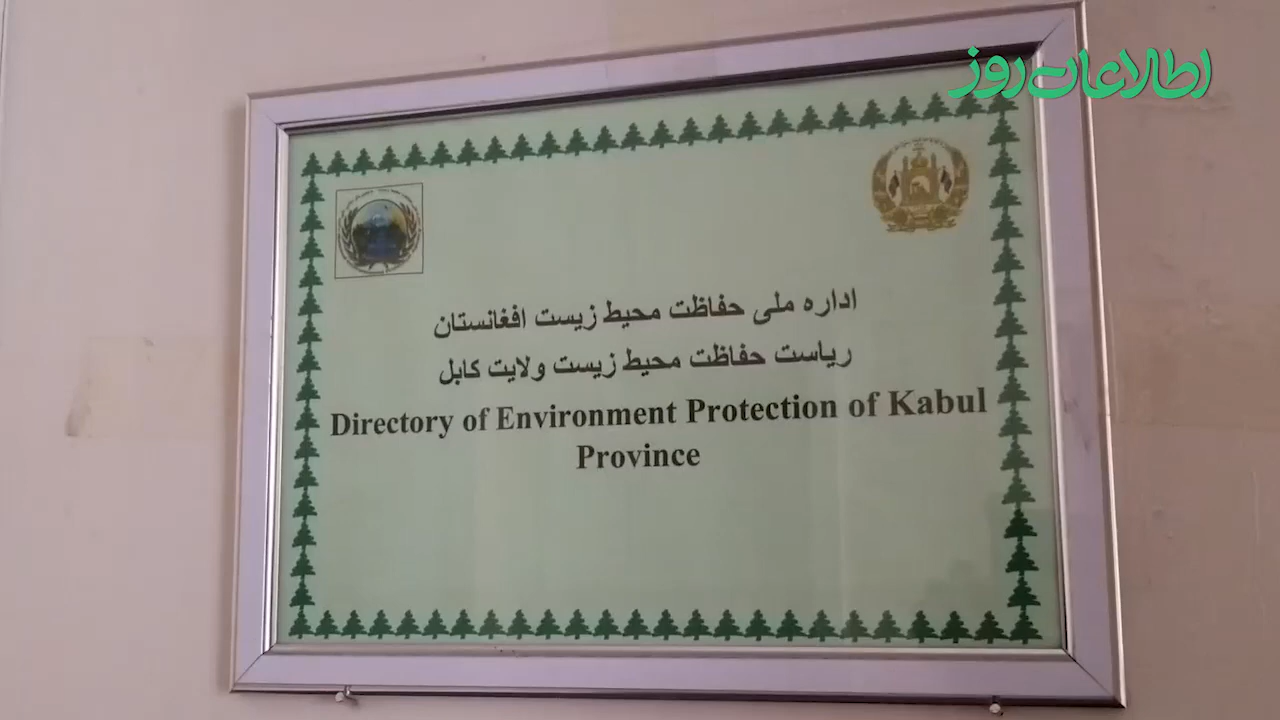 اطلاعات روز
اداره ملی حفاظت محیط زیست افغانستان
ریاست حفاظت محیط زیست ولایت کابل
Directory of Environment Protection of Kabul
Province